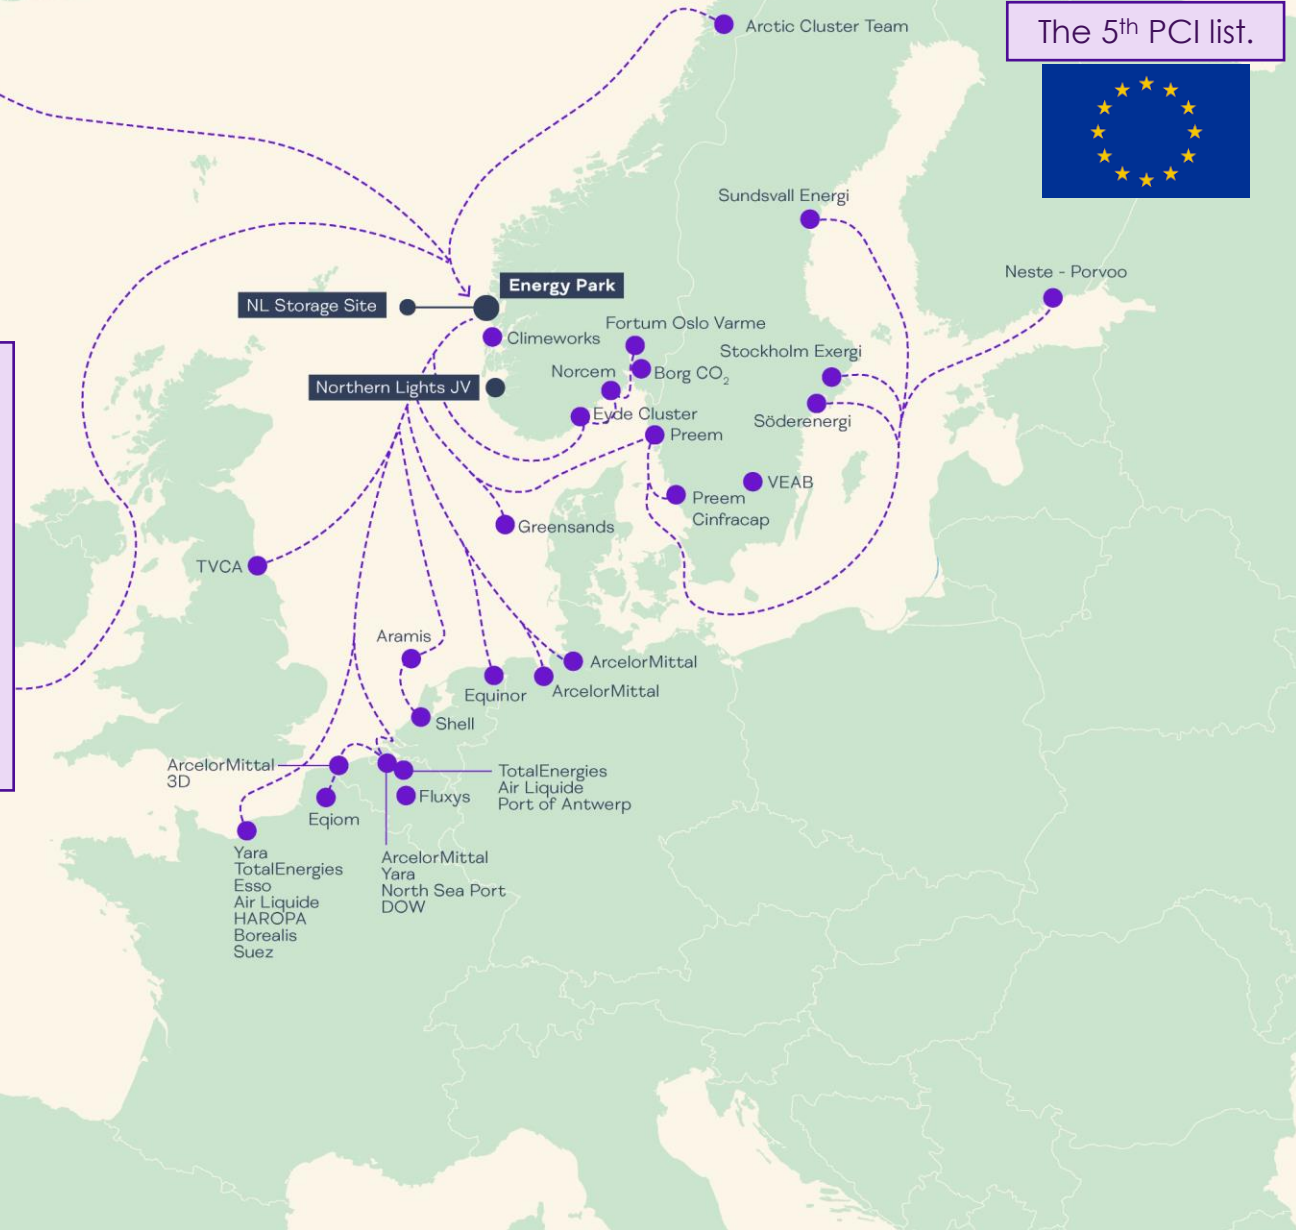 The 5th PCI list.
Arctic Cluster Team
Sundsvall Energi
Neste - Porvoo
Energy Park
NL Storage Site
Climeworks
Fortum Oslo Varme
Stockholm Exergi
Borg CO₂
Norcem
Northern Lights JV
Eyde Cluster
Söderenergi
Preem
VEAB
Preem
Cinfracap
Greensands
TVCA
Aramis
ArcelorMittal
Equinor
ArcelorMittal
Shell
ArcelorMittal
3D
TotalEnergies
Air Liquide
Port of Antwerp
Fluxys
Eqiom
Yara
TotalEnergies
Esso
Air Liquide
HAROPA
Borealis
Suez
ArcelorMittal
Yara
North Sea Port
DOW